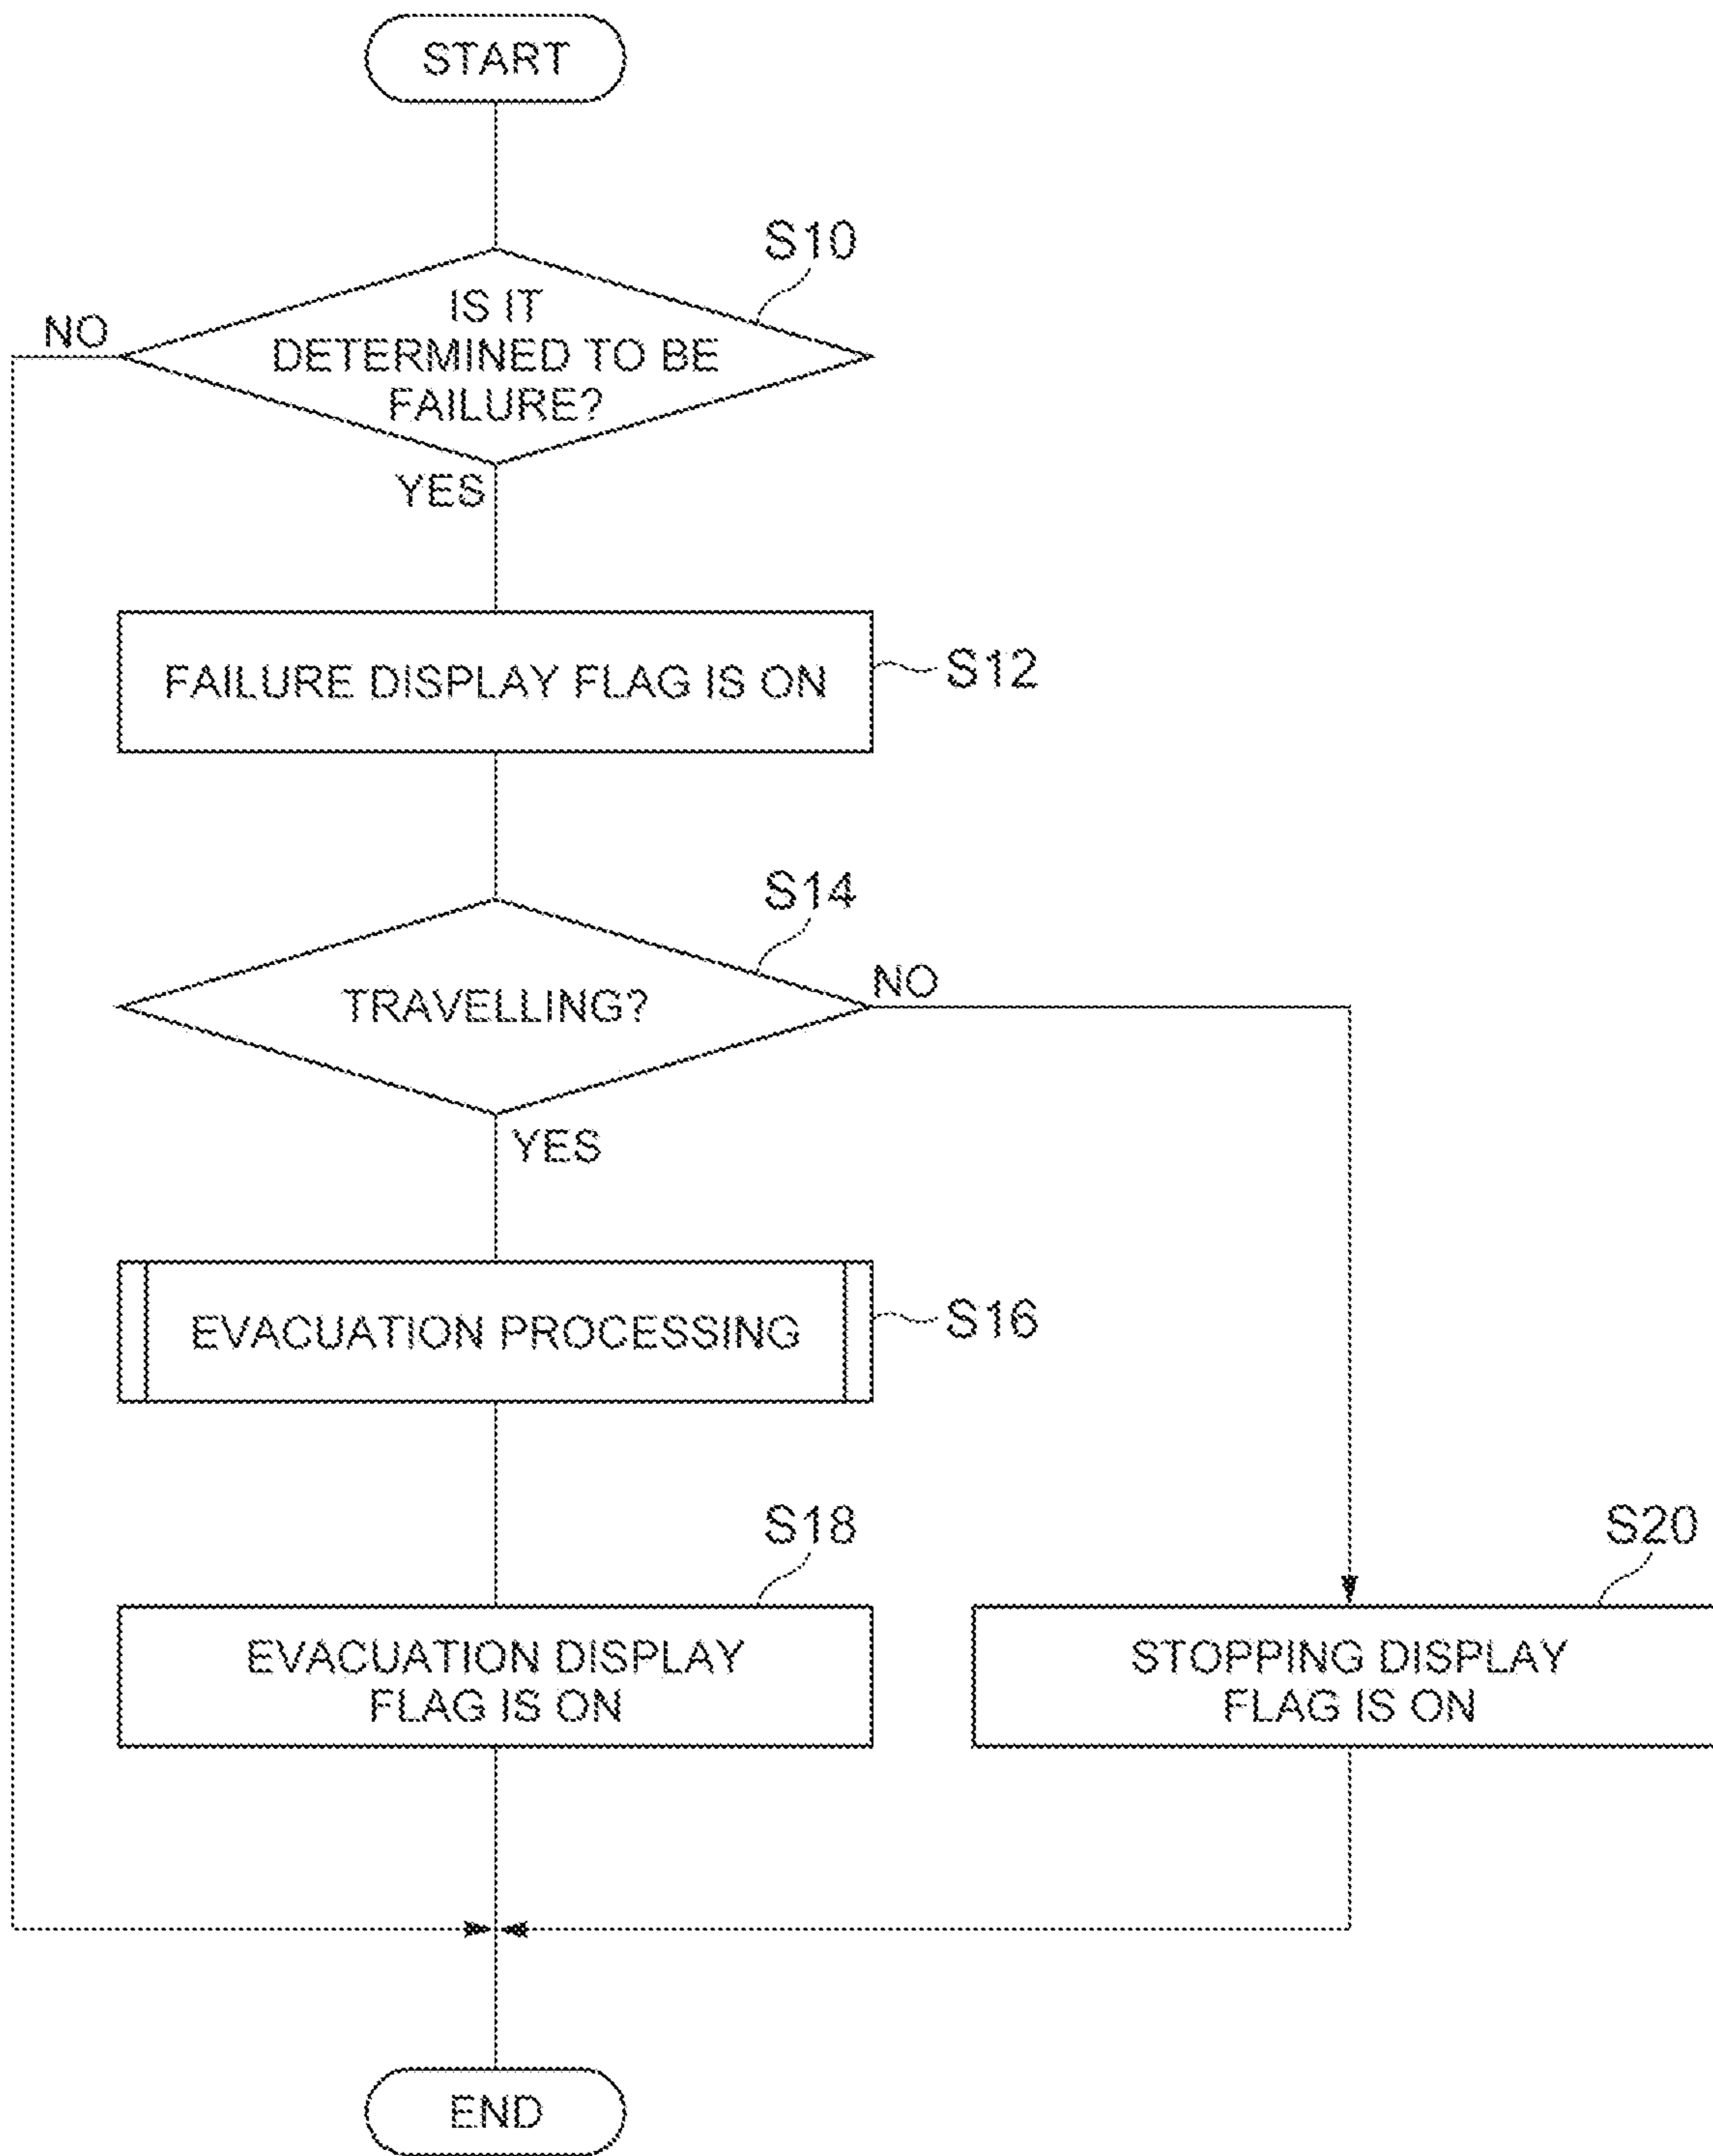 START
S10
IS IT
DETERMINED TO BE
FAILURE?
NO
YES
FAILURE DISPLAY FLAG IS ON
S12
S14
TRAVELLING?
NO
YES
EVACUATION PROCESSING
S16
S18
EVACUATION DISPLAY
FLAG IS ON
S20
STOPPING DISPLAY
FLAG IS ON
END